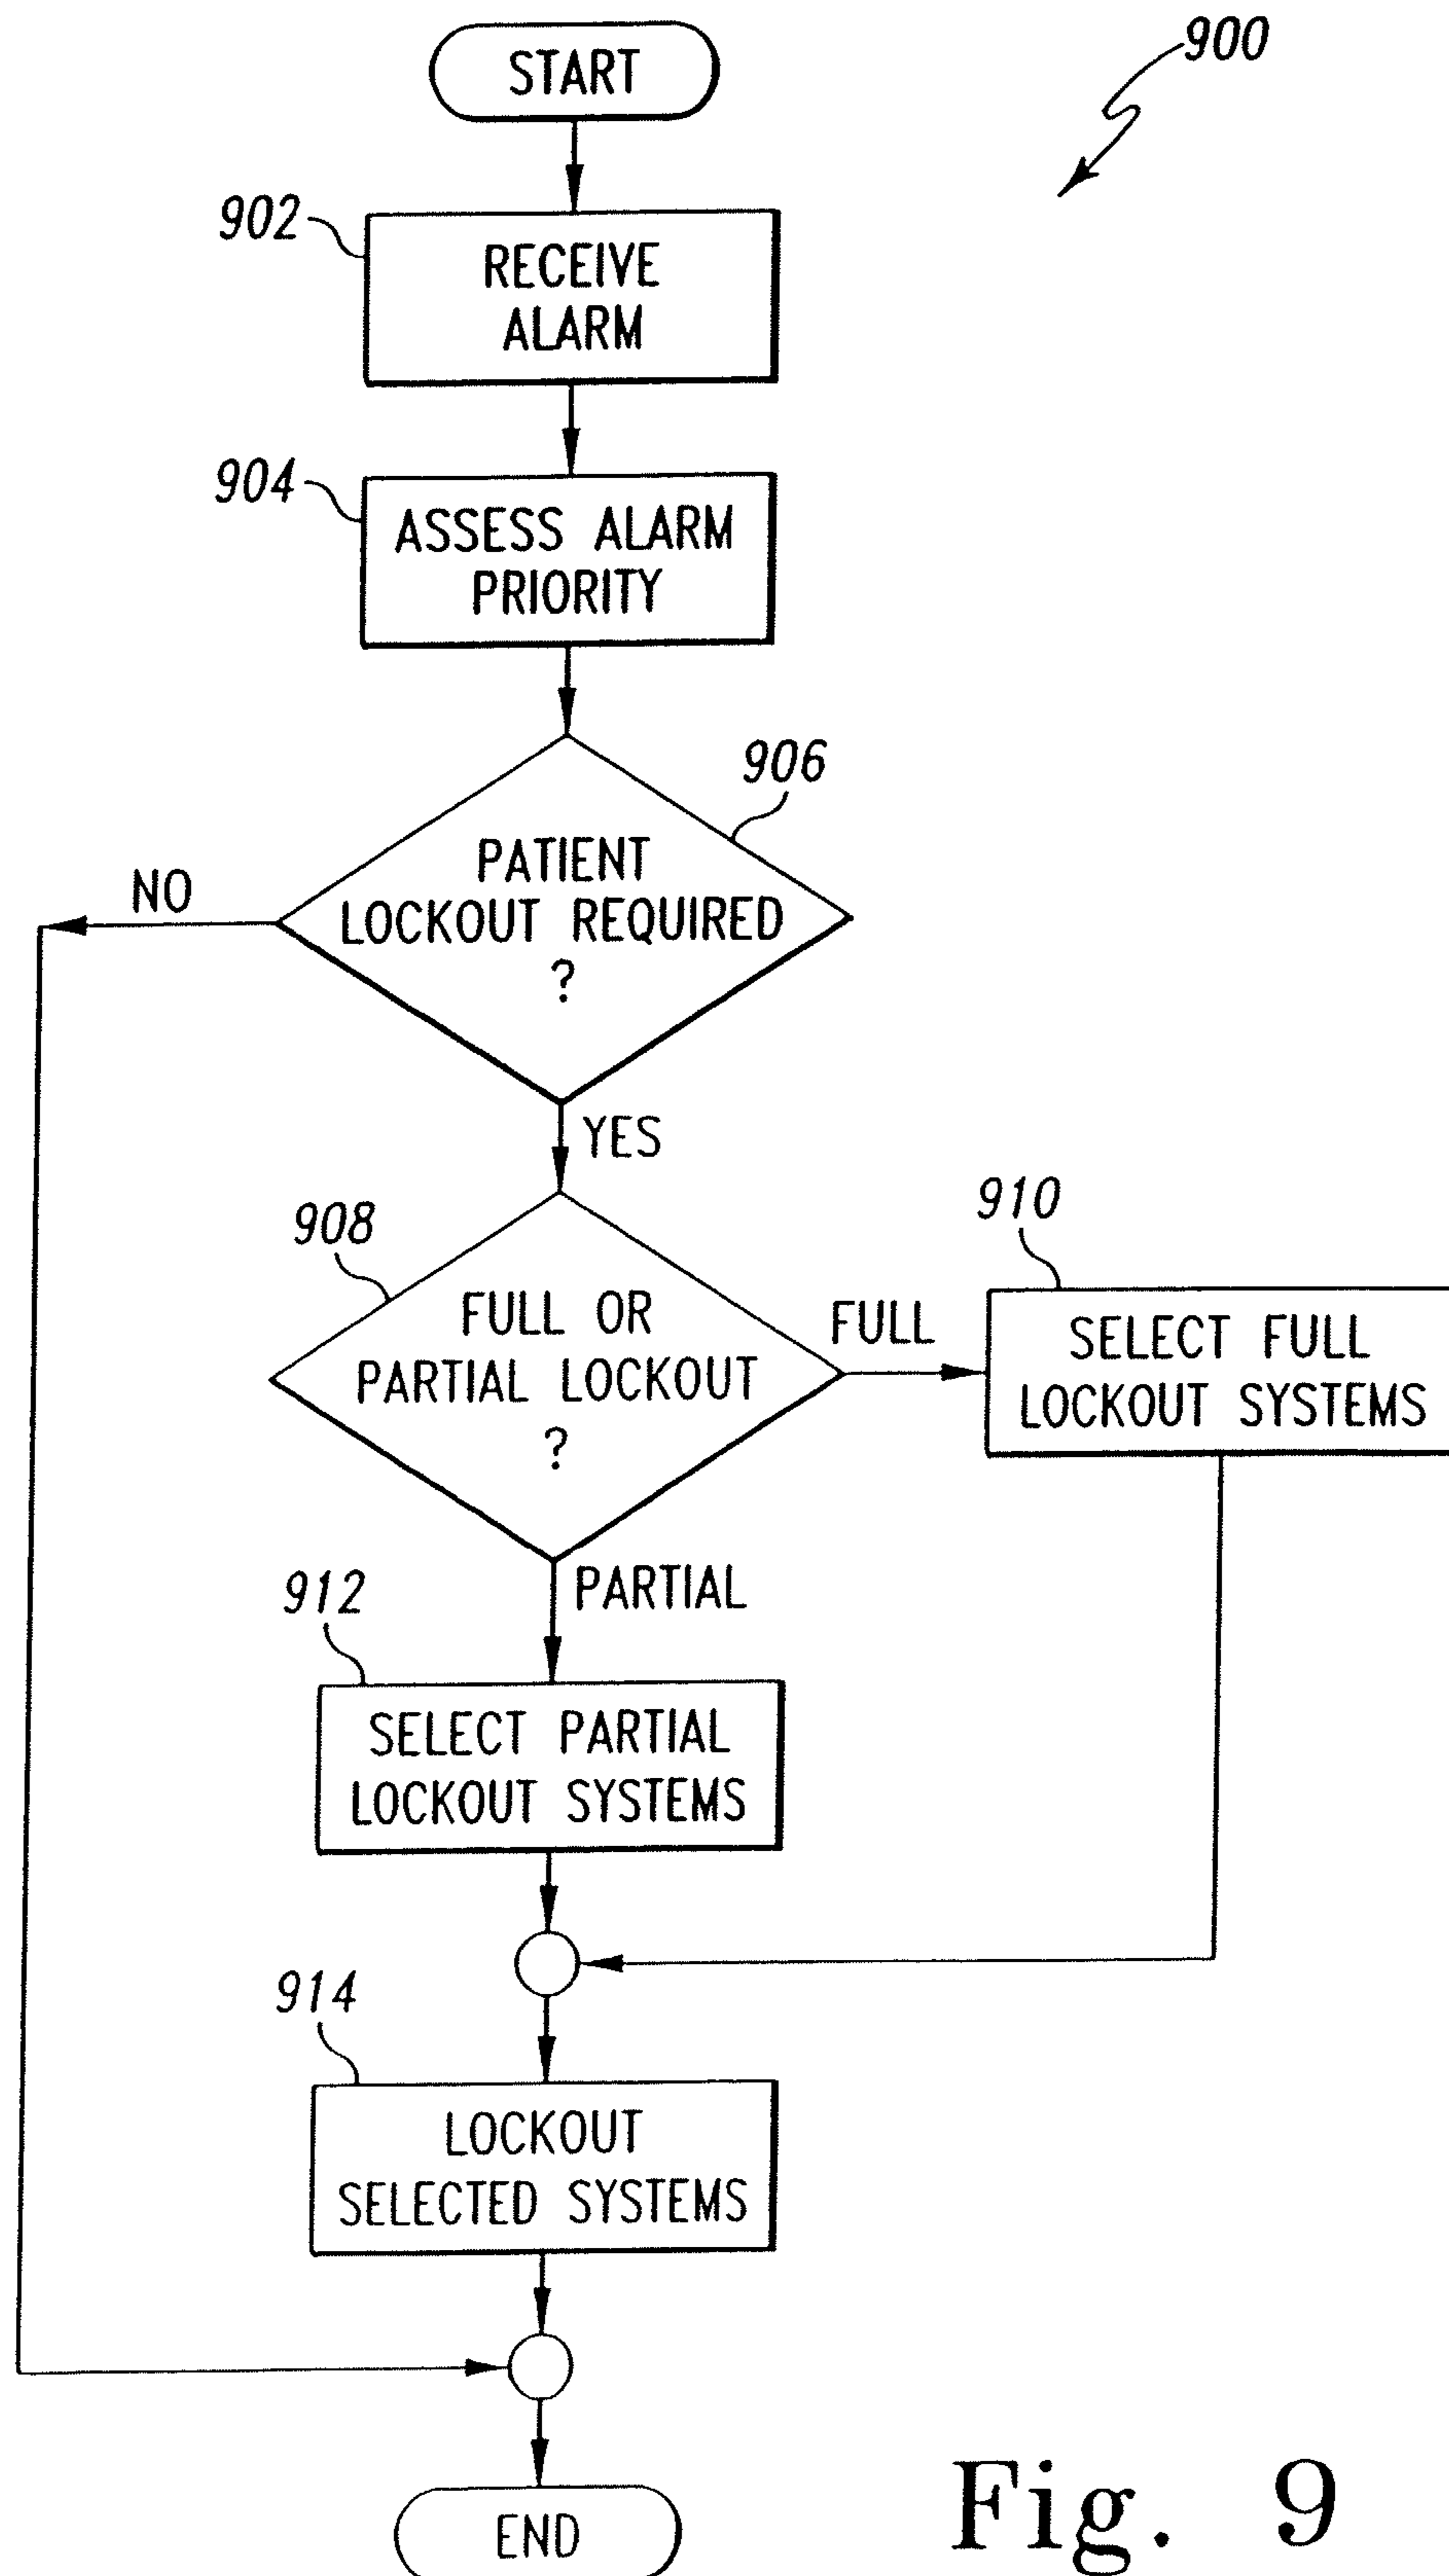 START
900
902
RECEIVE
ALARM
904
ASSESS ALARM
PRIORITY
906
PATIENT
LOCKOUT REQUIRED
?
NO
YES
908
FULL OR
PARTIAL LOCKOUT
?
FULL
910
SELECT FULL
LOCKOUT SYSTEMS
PARTIAL
912
SELECT PARTIAL
LOCKOUT SYSTEMS
914
LOCKOUT
SELECTED SYSTEMS
END
Fig. 9